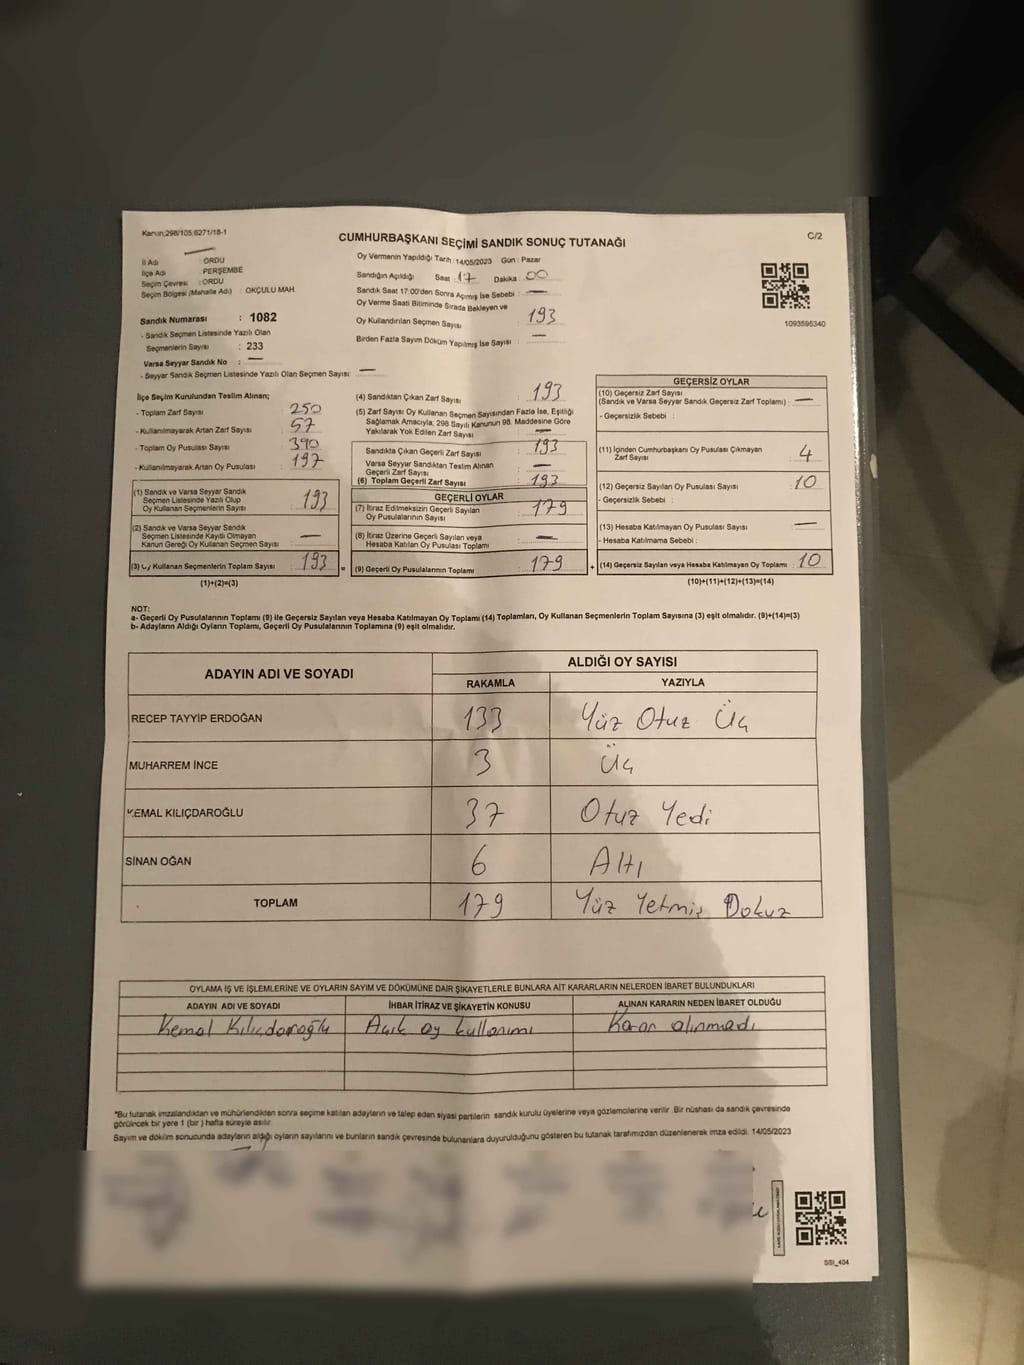 Kanun:298/105;6271/18-1
C/2
CUMHURBAŞKANI SEÇİMİ SANDIK SONUÇ TUTANAĞI
İl Adı : ORDU
İlçe Adı : PERŞEMBE
Seçim Çevresi : ORDU
Seçim Bölgesi (Mahalle Adı) : OKÇULU MAH.
Sandık Numarası : 1082
- Sandık Seçmen Listesinde Yazılı Olan
Seçmenlerin Sayısı : 233
Varsa Seyyar Sandık No : —
- Seyyar Sandık Seçmen Listesinde Yazılı Olan Seçmen Sayısı: —
Oy Vermenin Yapıldığı Tarih :14/05/2023 Gün : Pazar
Sandığın Açıldığı Saat :17 Dakika : 00
Sandık Saat 17:00'den Sonra Açımış İse Sebebi : —
Oy Verme Saati Bitiminde Sırada Bekleyen ve
Oy Kullandırılan Seçmen Sayısı : 193
Birden Fazla Sayım Döküm Yapılmış İse Sayısı : —
1093595340
İlçe Seçim Kurulundan Teslim Alınan;
- Toplam Zarf Sayısı : 250
- Kullanılmayarak Artan Zarf Sayısı : 57
- Toplam Oy Pusulası Sayısı : 390
- Kullanılmayarak Artan Oy Pusulası : 197
(1) Sandık ve Varsa Seyyar Sandık
Seçmen Listesinde Yazılı Olup
Oy Kullanan Seçmenlerin Sayısı : 193
(2) Sandık ve Varsa Seyyar Sandık
Seçmen Listesinde Kayıtlı Olmayan
Kanun Gereği Oy Kullanan Seçmen Sayısı : —
(3) Oy Kullanan Seçmenlerin Toplam Sayısı : 193 =
(1)+(2)=(3)
(4) Sandıktan Çıkan Zarf Sayısı : 193
(5) Zarf Sayısı Oy Kullanan Seçmen Sayısından Fazla İse, Eşitliği
Sağlamak Amacıyla; 298 Sayılı Kanunun 98. Maddesine Göre
Yakılarak Yok Edilen Zarf Sayısı : —
Sandıkta Çıkan Geçerli Zarf Sayısı : 193
Varsa Seyyar Sandıktan Teslim Alınan
Geçerli Zarf Sayısı : —
(6) Toplam Geçerli Zarf Sayısı : 193
GEÇERLİ OYLAR
(7) İtiraz Edilmeksizin Geçerli Sayılan
Oy Pusulalarının Sayısı : 179
(8) İtiraz Üzerine Geçerli Sayılan veya
Hesaba Katılan Oy Pusulası Toplamı : —
(9) Geçerli Oy Pusulalarının Toplamı : 179 +
GEÇERSİZ OYLAR
(10) Geçersiz Zarf Sayısı
(Sandık ve Varsa Seyyar Sandık Geçersiz Zarf Toplamı) : —
- Geçersizlik Sebebi :
(11) İçinden Cumhurbaşkanı Oy Pusulası Çıkmayan
Zarf Sayısı : 4
(12) Geçersiz Sayılan Oy Pusulası Sayısı : 10
- Geçersizlik Sebebi :
(13) Hesaba Katılmayan Oy Pusulası Sayısı : —
- Hesaba Katılmama Sebebi :
(14) Geçersiz Sayılan veya Hesaba Katılmayan Oy Toplamı : 10
(10)+(11)+(12)+(13)=(14)
NOT:
a- Geçerli Oy Pusulalarının Toplamı (9) ile Geçersiz Sayılan veya Hesaba Katılmayan Oy Toplamı (14) Toplamları, Oy Kullanan Seçmenlerin Toplam Sayısına (3) eşit olmalıdır. (9)+(14)=(3)
b- Adayların Aldığı Oyların Toplamı, Geçerli Oy Pusulalarının Toplamına (9) eşit olmalıdır.
ADAYIN ADI VE SOYADI
ALDIĞI OY SAYISI
RAKAMLA YAZIYLA
RECEP TAYYİP ERDOĞAN 133 Yüz Otuz Üç
MUHARREM İNCE 3 Üç
KEMAL KILIÇDAROĞLU 37 Otuz Yedi
SİNAN OĞAN 6 Altı
TOPLAM 179 Yüz Yetmiş Dokuz
OYLAMA İŞ VE İŞLEMLERİNE VE OYLARIN SAYIM VE DÖKÜMÜNE DAİR ŞİKAYETLERLE BUNLARA AİT KARARLARIN NELERDEN İBARET BULUNDUKLARI
ADAYIN ADI VE SOYADI İHBAR İTİRAZ VE ŞİKAYETİN KONUSU ALINAN KARARIN NEDEN İBARET OLDUĞU
Kemal Kılıçdaroğlu Açık oy kullanımı Karar alınmadı
*Bu tutanak imzalandıktan ve mühürlendikten sonra seçime katılan adayların ve talep eden siyasi partilerin sandık kurulu üyelerine veya gözlemcilerine verilir. Bir nüshası da sandık çevresinde
görülecek bir yere 1 (bir) hafta süreyle asılır.
Sayım ve döküm sonucunda adayların aldığı oyların sayılarını ve bunların sandık çevresinde bulunanlara duyurulduğunu gösteren bu tutanak tarafımızdan düzenlenerek imza edildi. 14/05/2023
SSI_404